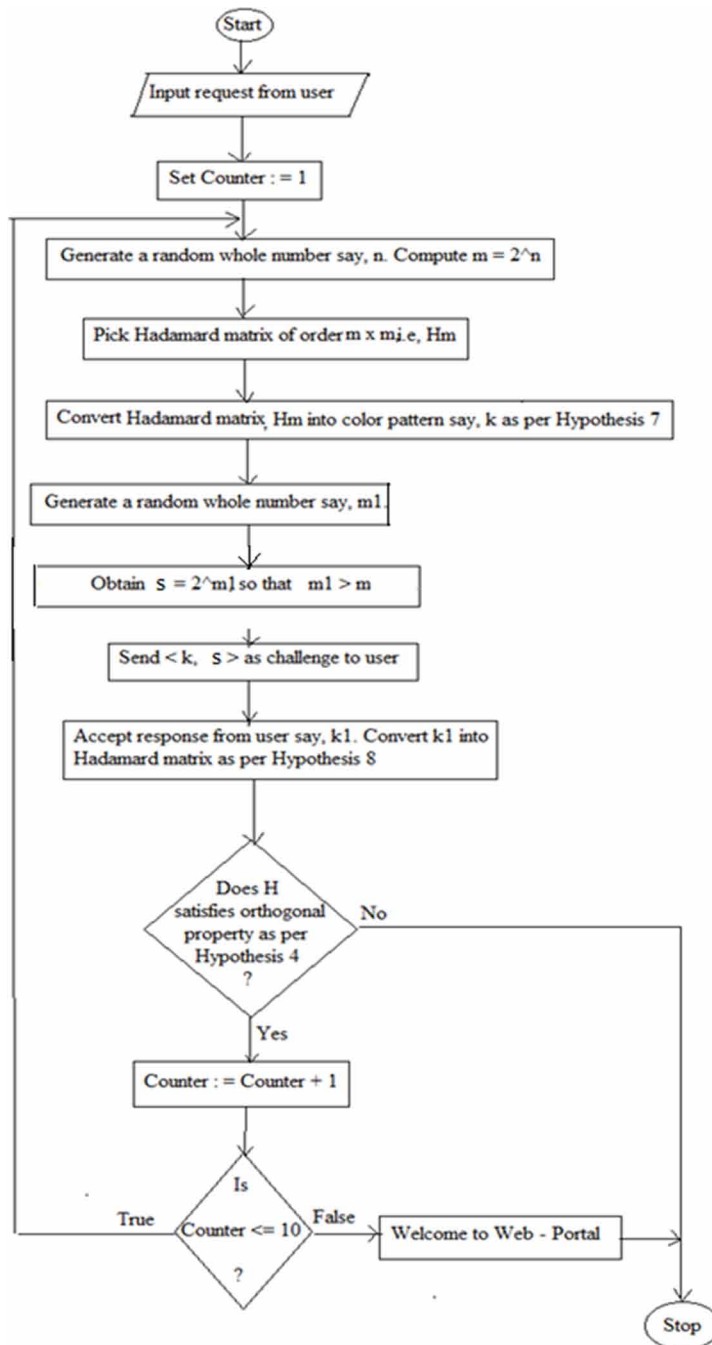 Start
Input request from user
Set Counter : = 1
Generate a random whole number say, n. Compute m = 2^n
Pick Hadamard matrix of order m x m,i.e, Hm
Convert Hadamard matrix, Hm into color pattern say, k as per Hypothesis 7
Generate a random whole number say, m1.
Obtain s = 2^m1 so that m1 > m
Send < k, s > as challenge to user
Accept response from user say, k1. Convert k1 into
Hadamard matrix as per Hypothesis 8
Does H
satisfies orthogonal
property as per
Hypothesis 4
?
No
Yes
Counter : = Counter + 1
Is
Counter <= 10
?
True
False
Welcome to Web - Portal
Stop